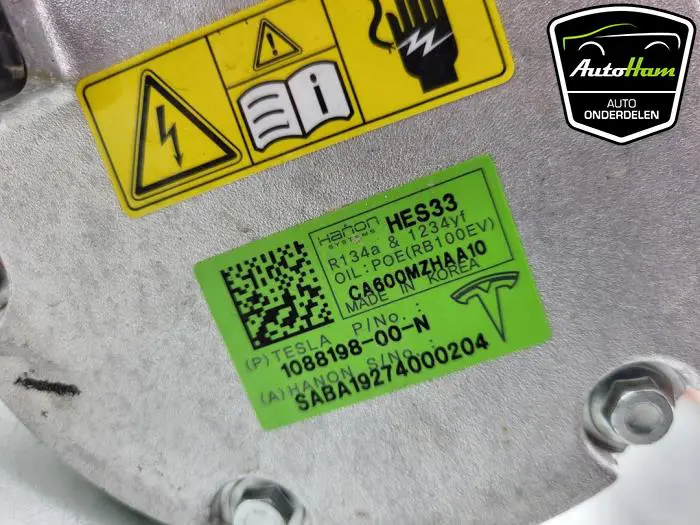 AutoHam
AUTO
ONDERDELEN
Hanon
SYSTEMS
HES33
R134a & 1234yf
OIL:POE(RB100EV)
CA600MZHAA10
MADE IN KOREA
(P) TESLA P/No.:
1088198-00-N
(A) HANON S/NO.:
SABA19274000204